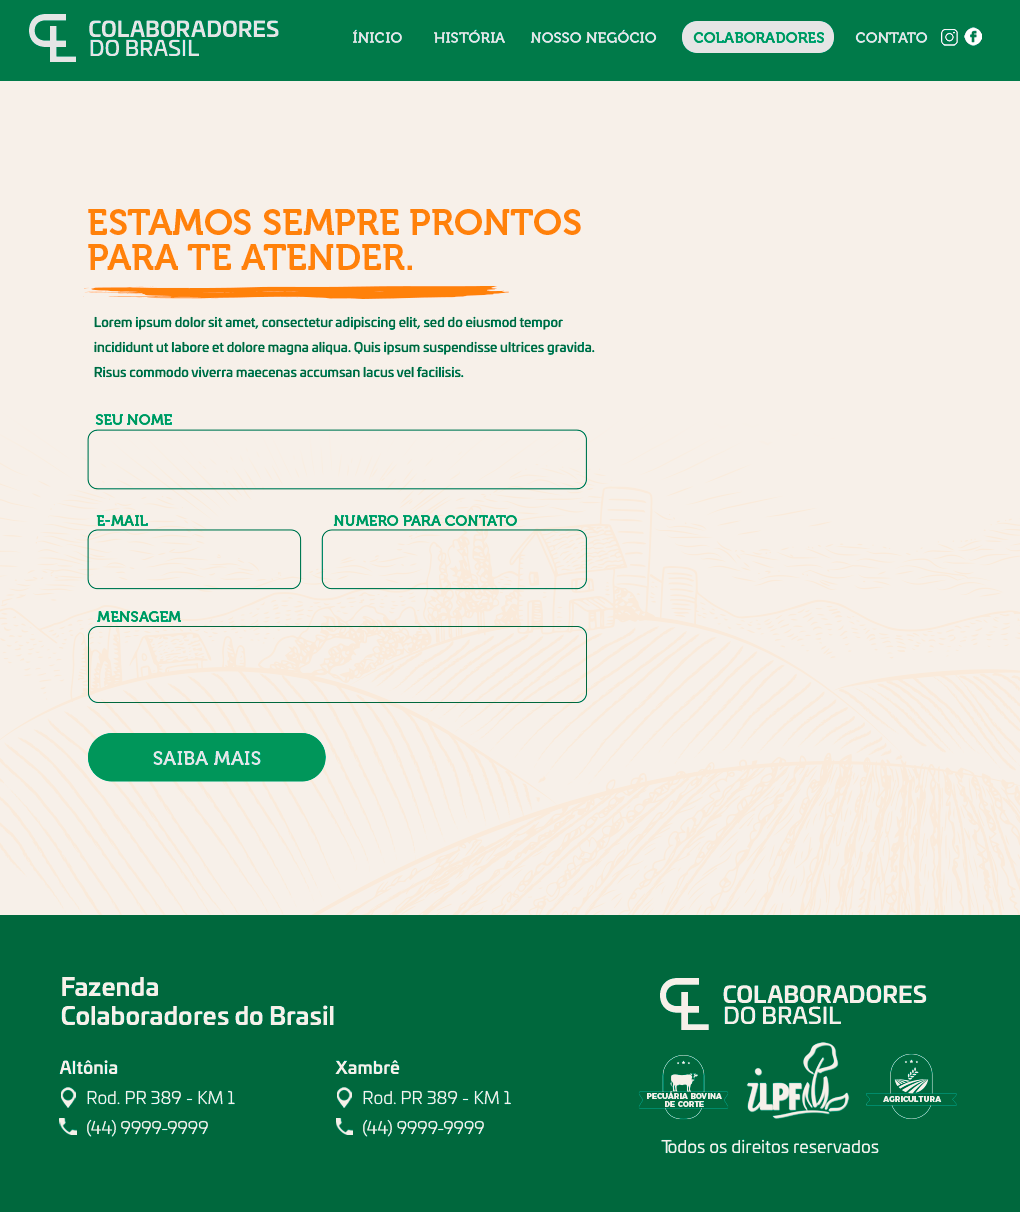 COLABORADORES
DO BRASIL
ÍNICIO
HISTÓRIA
NOSSO NEGÓCIO
COLABORADORES
CONTATO
ESTAMOS SEMPRE PRONTOS
PARA TE ATENDER.
Lorem ipsum dolor sit amet, consectetur adipiscing elit, sed do eiusmod tempor
incididunt ut labore et dolore magna aliqua. Quis ipsum suspendisse ultrices gravida.
Risus commodo viverra maecenas accumsan lacus vel facilisis.
SEU NOME
E-MAIL
NUMERO PARA CONTATO
MENSAGEM
SAIBA MAIS
Fazenda
Colaboradores do Brasil
Altônia
Rod. PR 389 - KM 1
(44) 9999-9999
Xambrê
Rod. PR 389 - KM 1
(44) 9999-9999
COLABORADORES
DO BRASIL
PECUÁRIA BOVINA
DE CORTE
iLPF
AGRICULTURA
Todos os direitos reservados